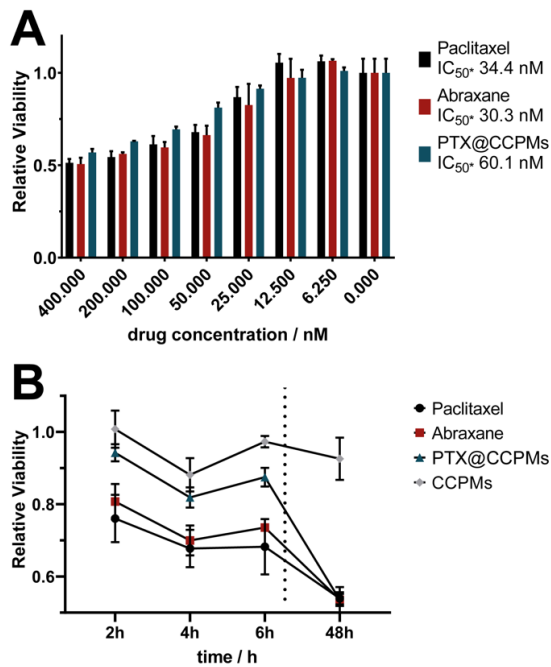 A
Relative Viability
1.0
0.5
0.0
400.000
200.000
100.000
50.000
25.000
12.500
6.250
0.000
drug concentration / nM
Paclitaxel
IC50* 34.4 nM
Abraxane
IC50* 30.3 nM
PTX@CCPMs
IC50* 60.1 nM
B
Relative Viability
1.0
0.8
0.6
2h
4h
6h
48h
time / h
Paclitaxel
Abraxane
PTX@CCPMs
CCPMs